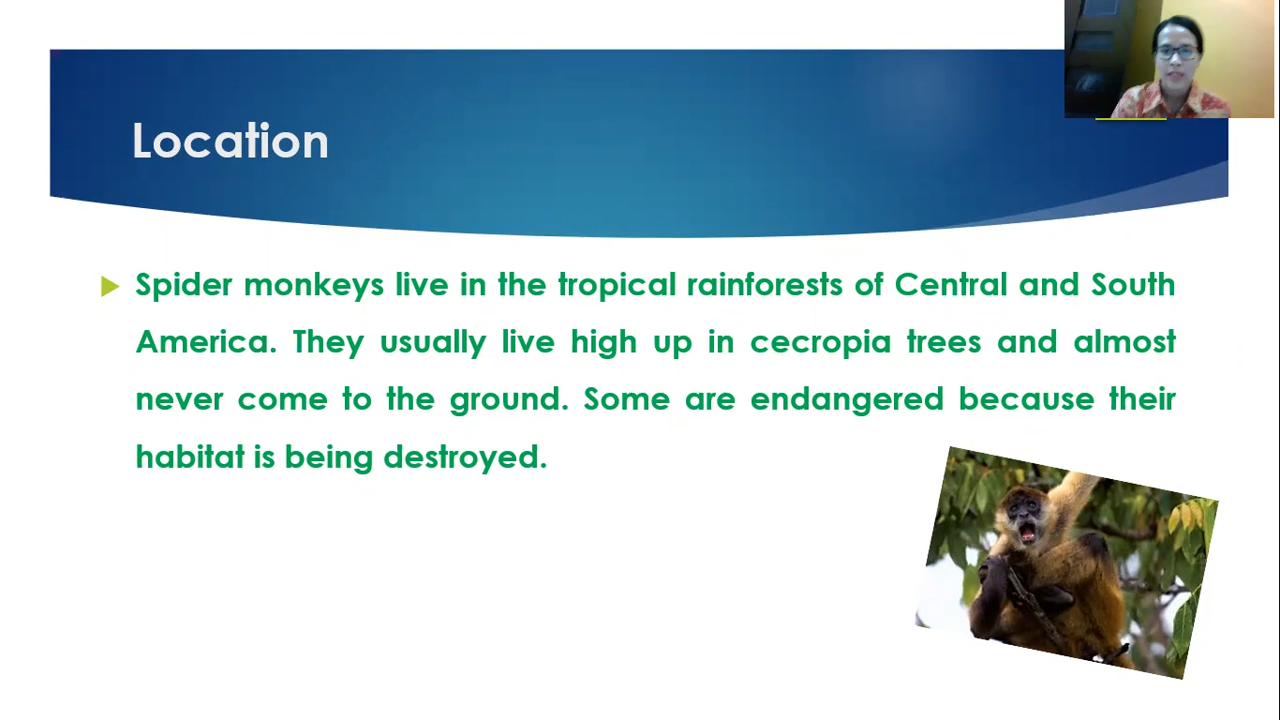 Location
Spider monkeys live in the tropical rainforests of Central and South
America. They usually live high up in cecropia trees and almost
never come to the ground. Some are endangered because their
habitat is being destroyed.